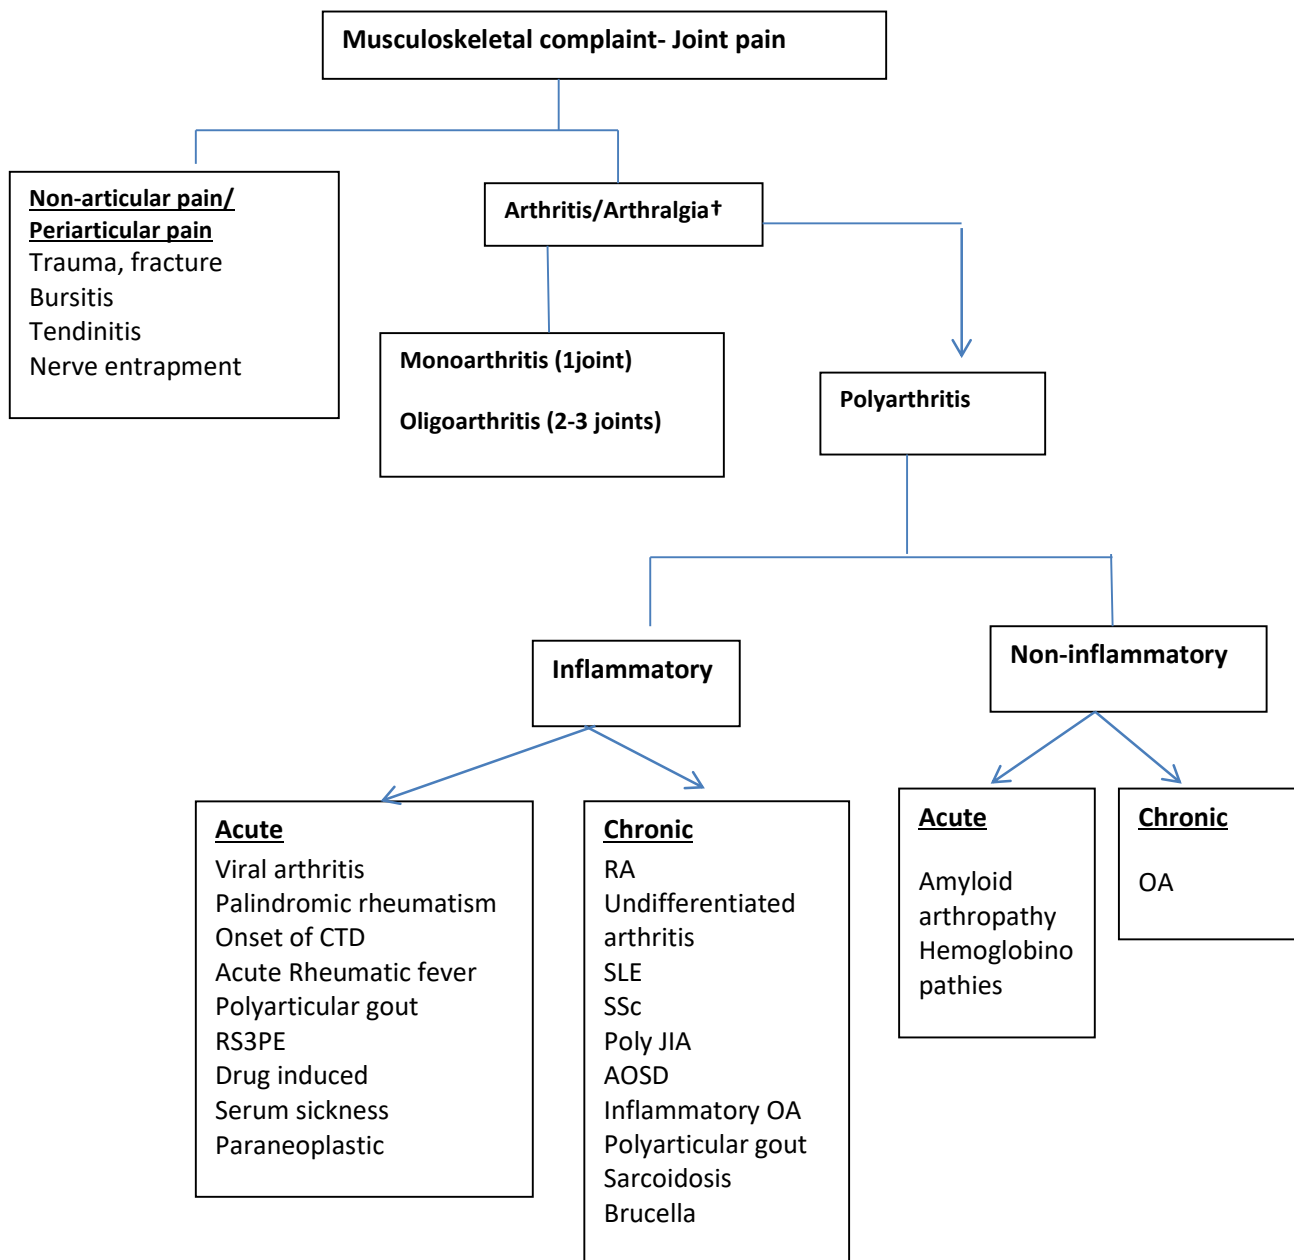 Musculoskeletal complaint- Joint pain
Non-articular pain/
Periarticular pain
Trauma, fracture
Bursitis
Tendinitis
Nerve entrapment
Arthritis/Arthralgia†
Monoarthritis (1joint)
Oligoarthritis (2-3 joints)
Polyarthritis
Inflammatory
Non-inflammatory
Acute
Viral arthritis
Palindromic rheumatism
Onset of CTD
Acute Rheumatic fever
Polyarticular gout
RS3PE
Drug induced
Serum sickness
Paraneoplastic
Chronic
RA
Undifferentiated
arthritis
SLE
SSc
Poly JIA
AOSD
Inflammatory OA
Polyarticular gout
Sarcoidosis
Brucella
Acute
Amyloid
arthropathy
Hemoglobino
pathies
Chronic
OA